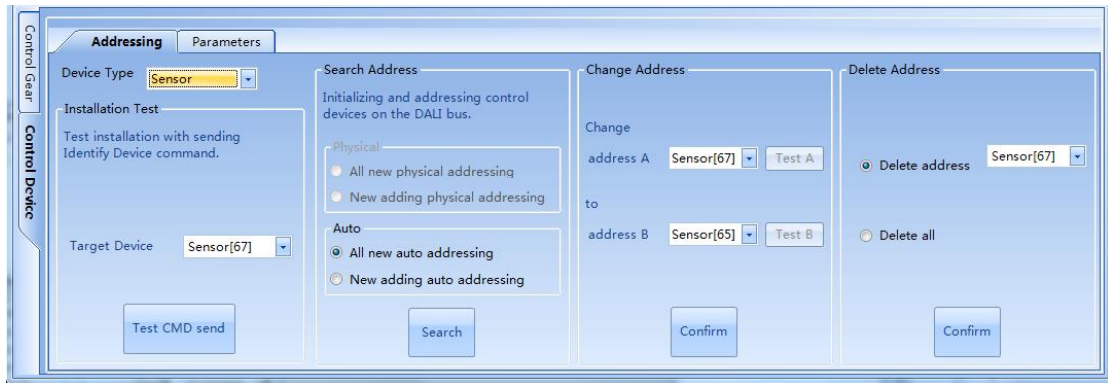 Control Gear
Control Device
Addressing
Parameters
Device Type
Sensor
Installation Test
Test installation with sending
Identify Device command.
Target Device
Sensor[67]
Test CMD send
Search Address
Initializing and addressing control
devices on the DALI bus.
Physical
All new physical addressing
New adding physical addressing
Auto
All new auto addressing
New adding auto addressing
Search
Change Address
Change
address A
Sensor[67]
Test A
to
address B
Sensor[65]
Test B
Confirm
Delete Address
Delete address
Sensor[67]
Delete all
Confirm